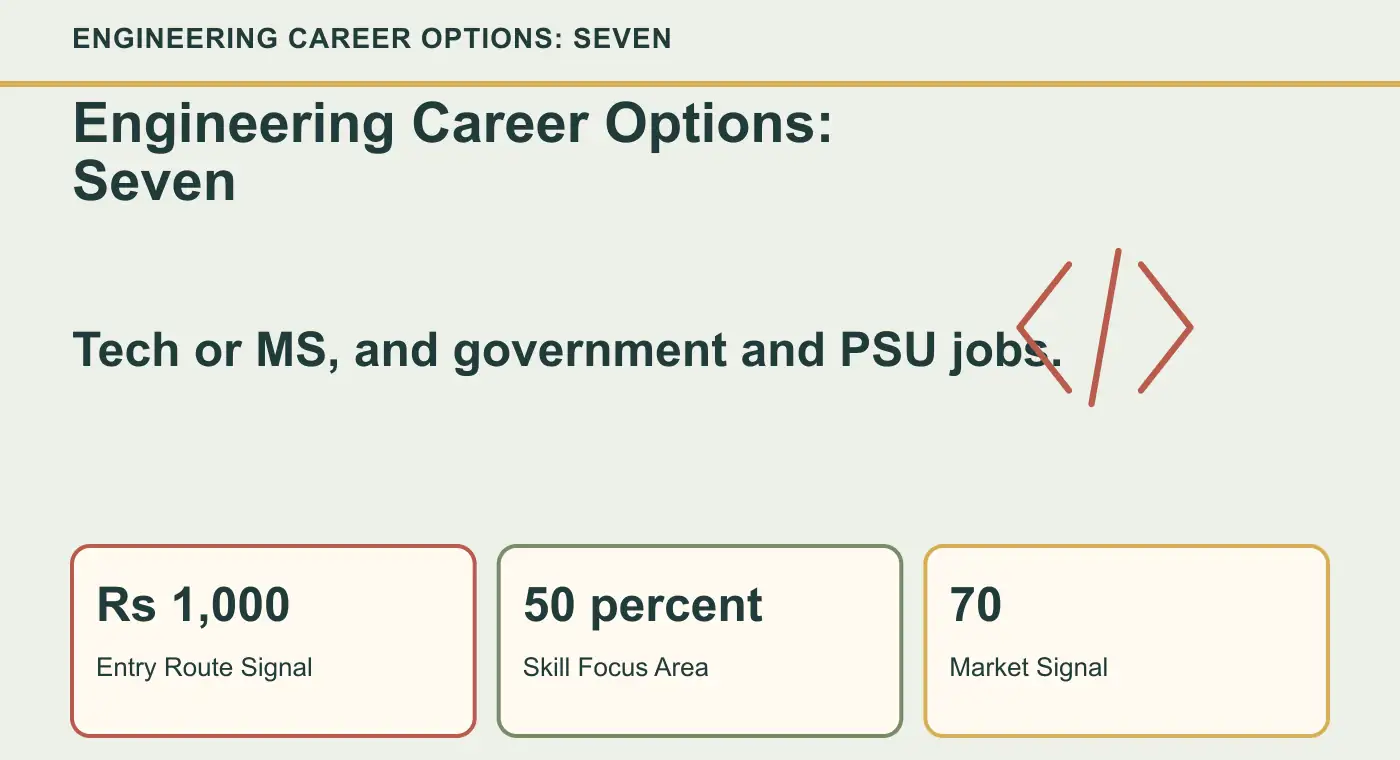 ENGINEERING CAREER OPTIONS: SEVEN
Engineering Career Options:
Seven
Tech or MS, and government and PSU jobs.
Rs 1,000
Entry Route Signal
50 percent
Skill Focus Area
70
Market Signal